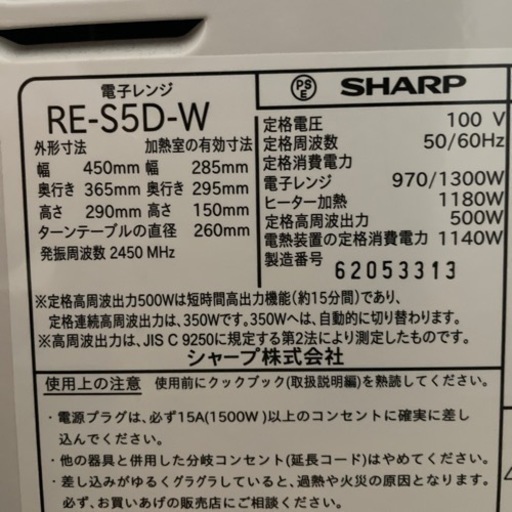 電子レンジ
RE-S5D-W
外形寸法 加熱室の有効寸法
幅 450mm 幅 285mm
奥行き 365mm 奥行き 295mm
高さ 290mm 高さ 150mm
ターンテーブルの直径 260mm
発振周波数 2450 MHz
PS
E
SHARP
定格電圧 100 V
定格周波数 50/60Hz
定格消費電力
電子レンジ 970/1300W
ヒーター加熱 1180W
定格高周波出力 500W
電熱装置の定格消費電力 1140W
製造番号 62053313
※定格高周波出力500Wは短時間高出力機能(約15分間)であり、
定格連続高周波出力は、350Wです。350Wへは、自動的に切り替わります。
※高周波出力は、JIS C 9250に規定する第2法により測定したものです。
シャープ株式会社
使用上の注意 使用前にクックブック(取扱説明編)を熟読してください。
・電源プラグは、必ず15A(1500W)以上のコンセントに確実に差し
込んでください。
・他の器具と併用した分岐コンセント(延長コード)はやめてください。
・差し込みがゆるくグラグラしていると、過熱や火災の原因となります。
必ず、お買いあげの販売店にご相談ください。